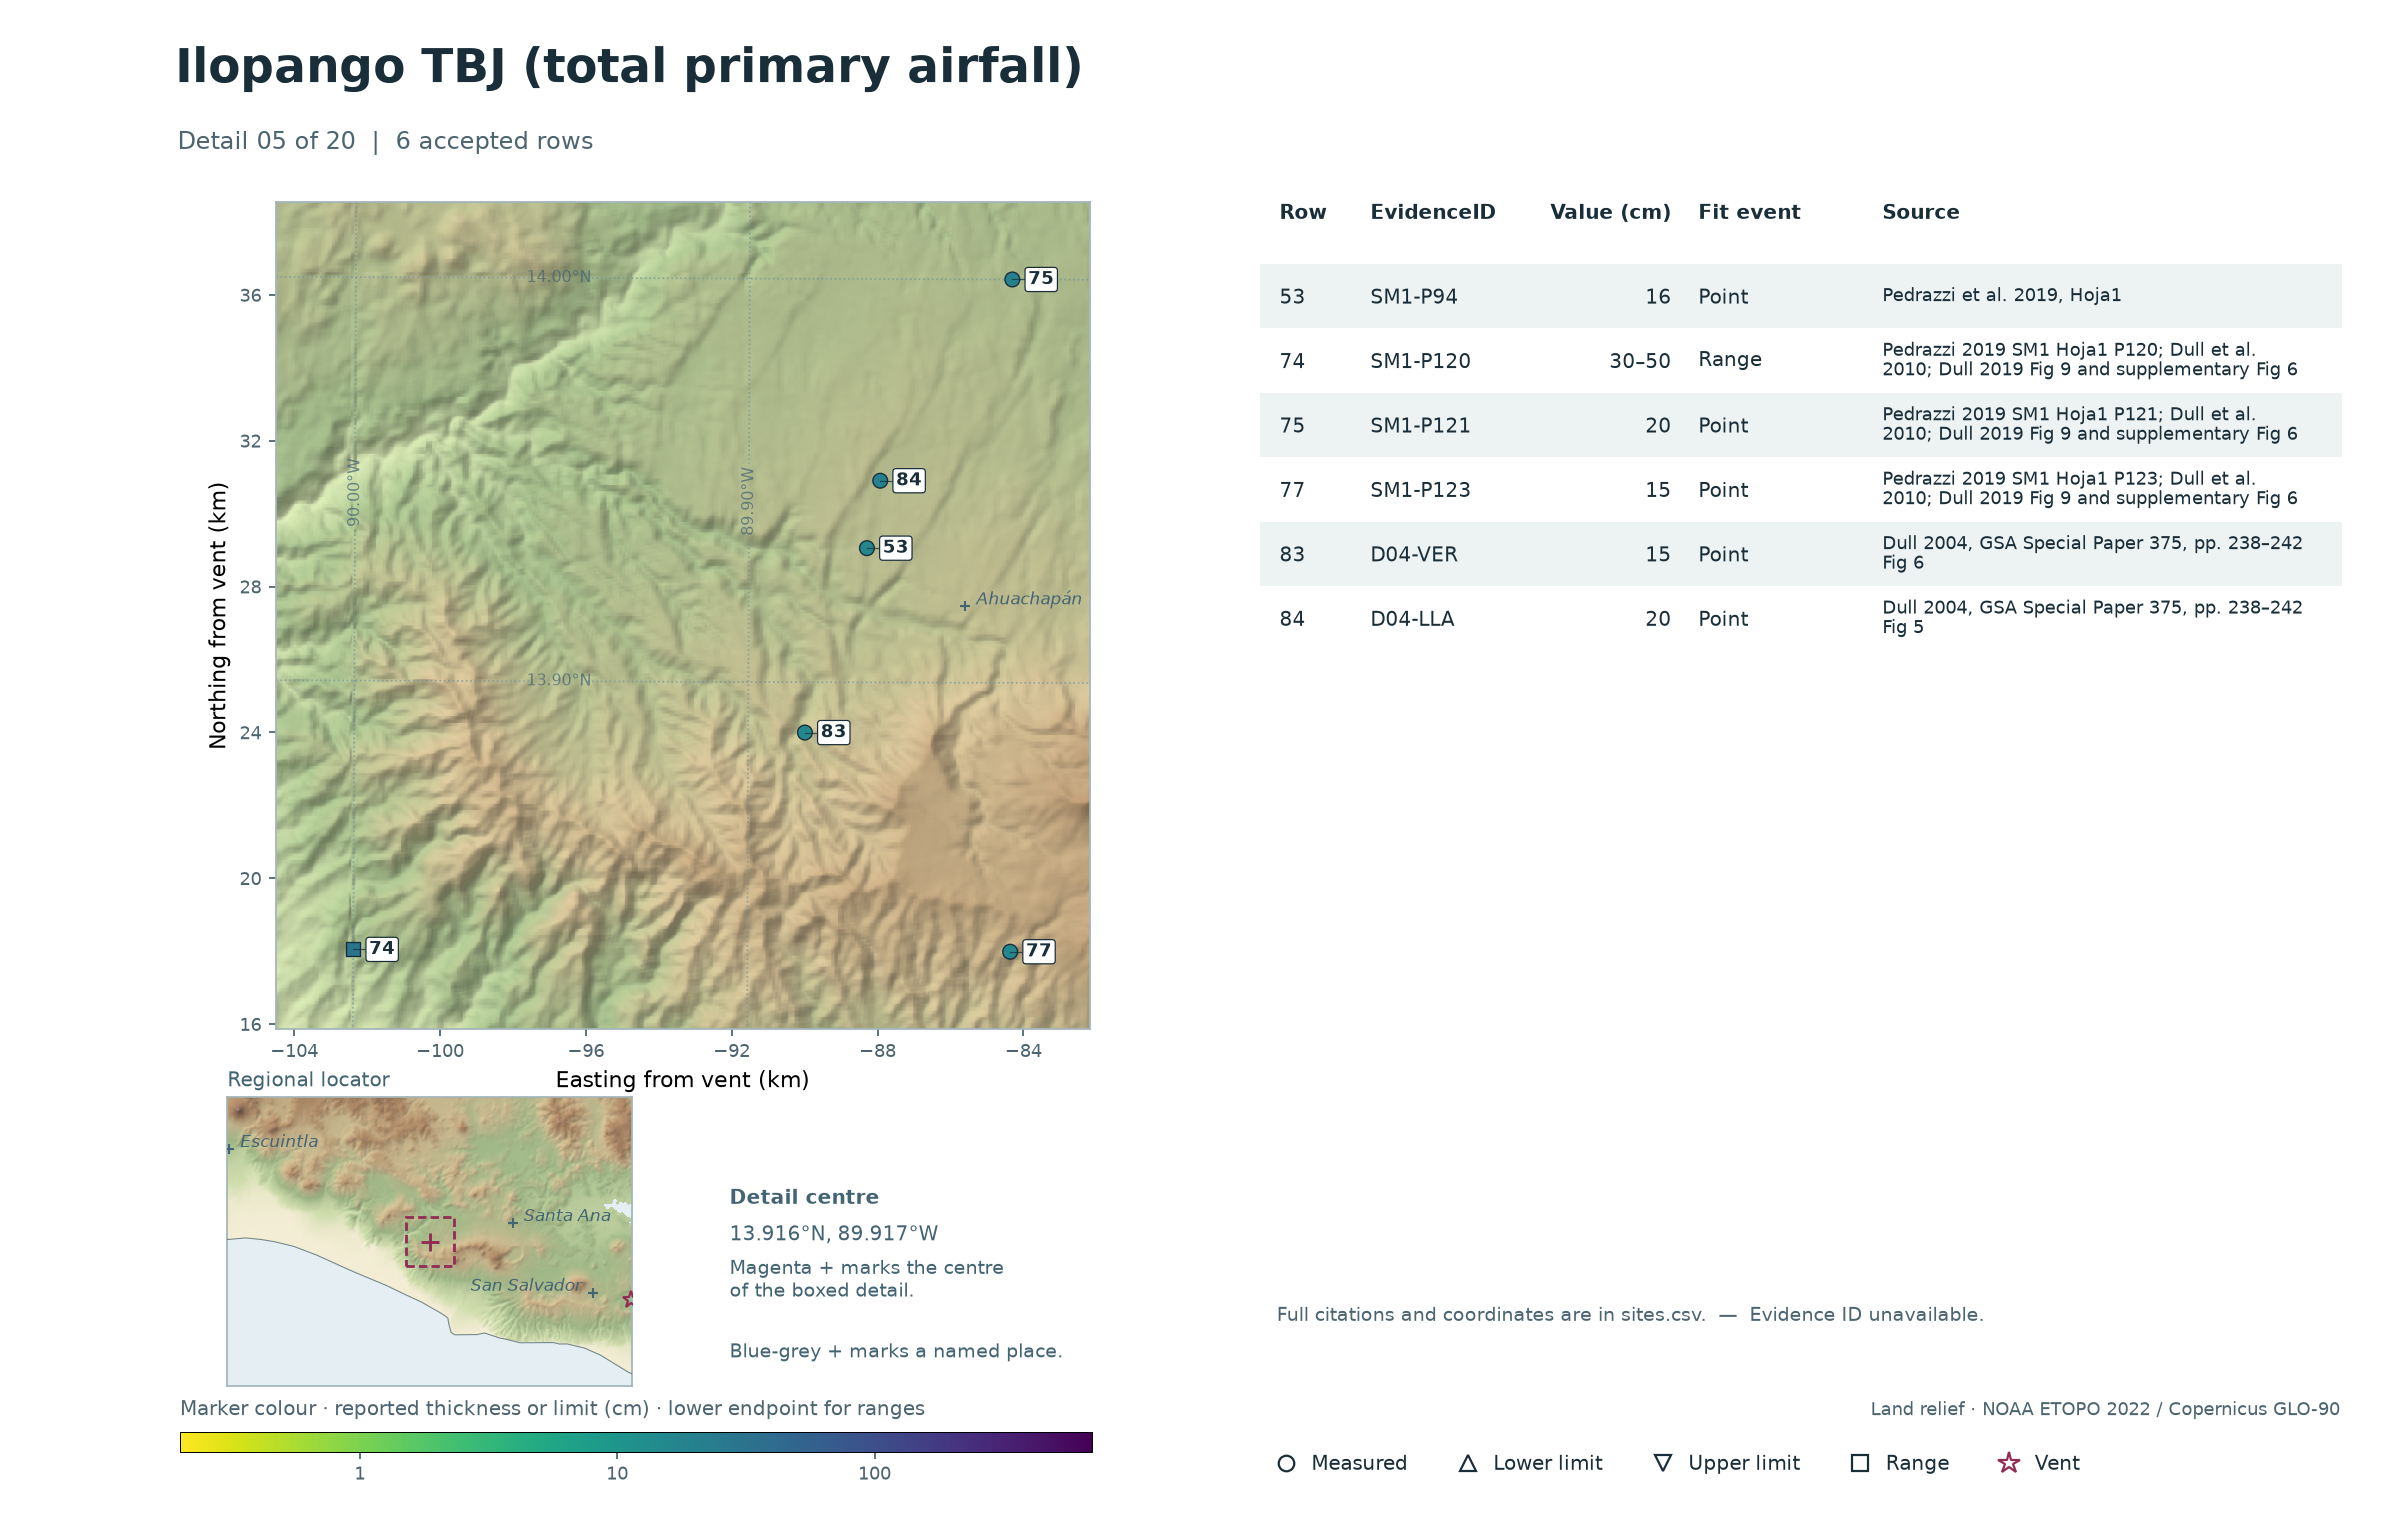 Ilopango TBJ (total primary airfall)
Detail 05 of 20 | 6 accepted rows
Northing from vent (km)
36
32
28
24
20
16
14.00°N
13.90°N
90.00°W
89.90°W
75
84
53
Ahuachapán
83
74
77
−104
−100
−96
−92
−88
−84
Easting from vent (km)
Regional locator
Escuintla
Santa Ana
San Salvador
Detail centre
13.916°N, 89.917°W
Magenta + marks the centre
of the boxed detail.
Blue-grey + marks a named place.
Marker colour · reported thickness or limit (cm) · lower endpoint for ranges
1
10
100
Row EvidenceID Value (cm) Fit event Source
53 SM1-P94 16 Point Pedrazzi et al. 2019, Hoja1
74 SM1-P120 30–50 Range Pedrazzi 2019 SM1 Hoja1 P120; Dull et al.
2010; Dull 2019 Fig 9 and supplementary Fig 6
75 SM1-P121 20 Point Pedrazzi 2019 SM1 Hoja1 P121; Dull et al.
2010; Dull 2019 Fig 9 and supplementary Fig 6
77 SM1-P123 15 Point Pedrazzi 2019 SM1 Hoja1 P123; Dull et al.
2010; Dull 2019 Fig 9 and supplementary Fig 6
83 D04-VER 15 Point Dull 2004, GSA Special Paper 375, pp. 238–242
Fig 6
84 D04-LLA 20 Point Dull 2004, GSA Special Paper 375, pp. 238–242
Fig 5
Full citations and coordinates are in sites.csv. — Evidence ID unavailable.
Land relief · NOAA ETOPO 2022 / Copernicus GLO-90
Measured Lower limit Upper limit Range Vent